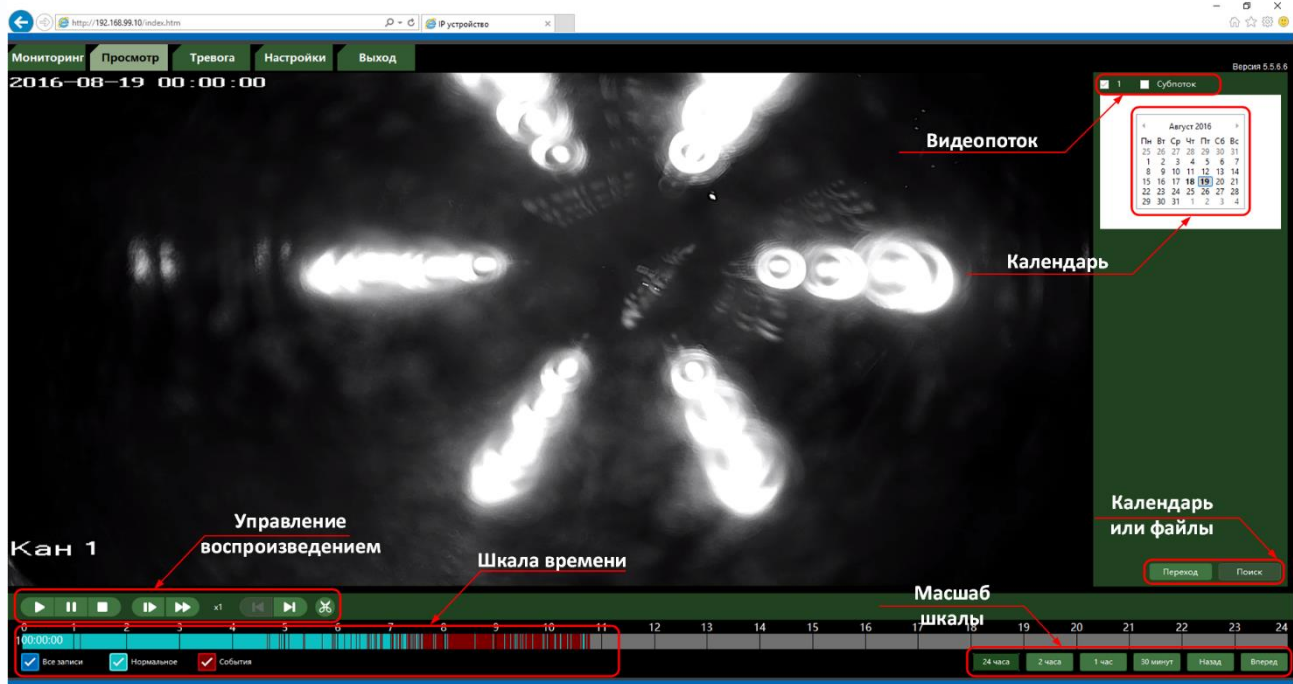 http://192.168.99.10/index.htm
IP устройство
Мониторинг Просмотр Тревога Настройки Выход
Версия 5.5.6.6
2016-08-19 00:00:00
1 Субпоток
Видеопоток
Август 2016
Пн Вт Ср Чт Пт Сб Вс
25 26 27 28 29 30 31
1 2 3 4 5 6 7
8 9 10 11 12 13 14
15 16 17 18 19 20 21
22 23 24 25 26 27 28
29 30 31 1 2 3 4
Календарь
Календарь
или файлы
Управление
воспроизведением
Кан 1
Шкала времени
Переход Поиск
Масштаб
шкалы
x1
0 1 2 3 4 5 6 7 8 9 10 11 12 13 14 15 16 17 18 19 20 21 22 23 24
100:00:00
Все записи Нормальное События
24 часа 2 часа 1 час 30 минут Назад Вперед